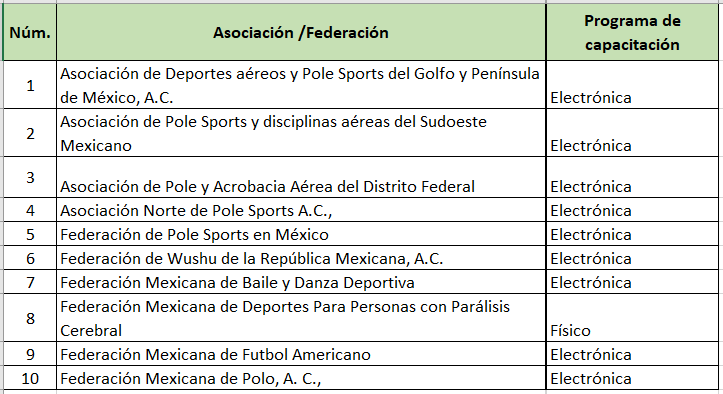 Núm. Asociación /Federación Programa de
capacitación
1 Asociación de Deportes aéreos y Pole Sports del Golfo y Península
de México, A.C. Electrónica
2 Asociación de Pole Sports y disciplinas aéreas del Sudoeste
Mexicano Electrónica
3 Asociación de Pole y Acrobacia Aérea del Distrito Federal Electrónica
4 Asociación Norte de Pole Sports A.C., Electrónica
5 Federación de Pole Sports en México Electrónica
6 Federación de Wushu de la República Mexicana, A.C. Electrónica
7 Federación Mexicana de Baile y Danza Deportiva Electrónica
8 Federación Mexicana de Deportes Para Personas con Parálisis
Cerebral Físico
9 Federación Mexicana de Futbol Americano Electrónica
10 Federación Mexicana de Polo, A. C., Electrónica